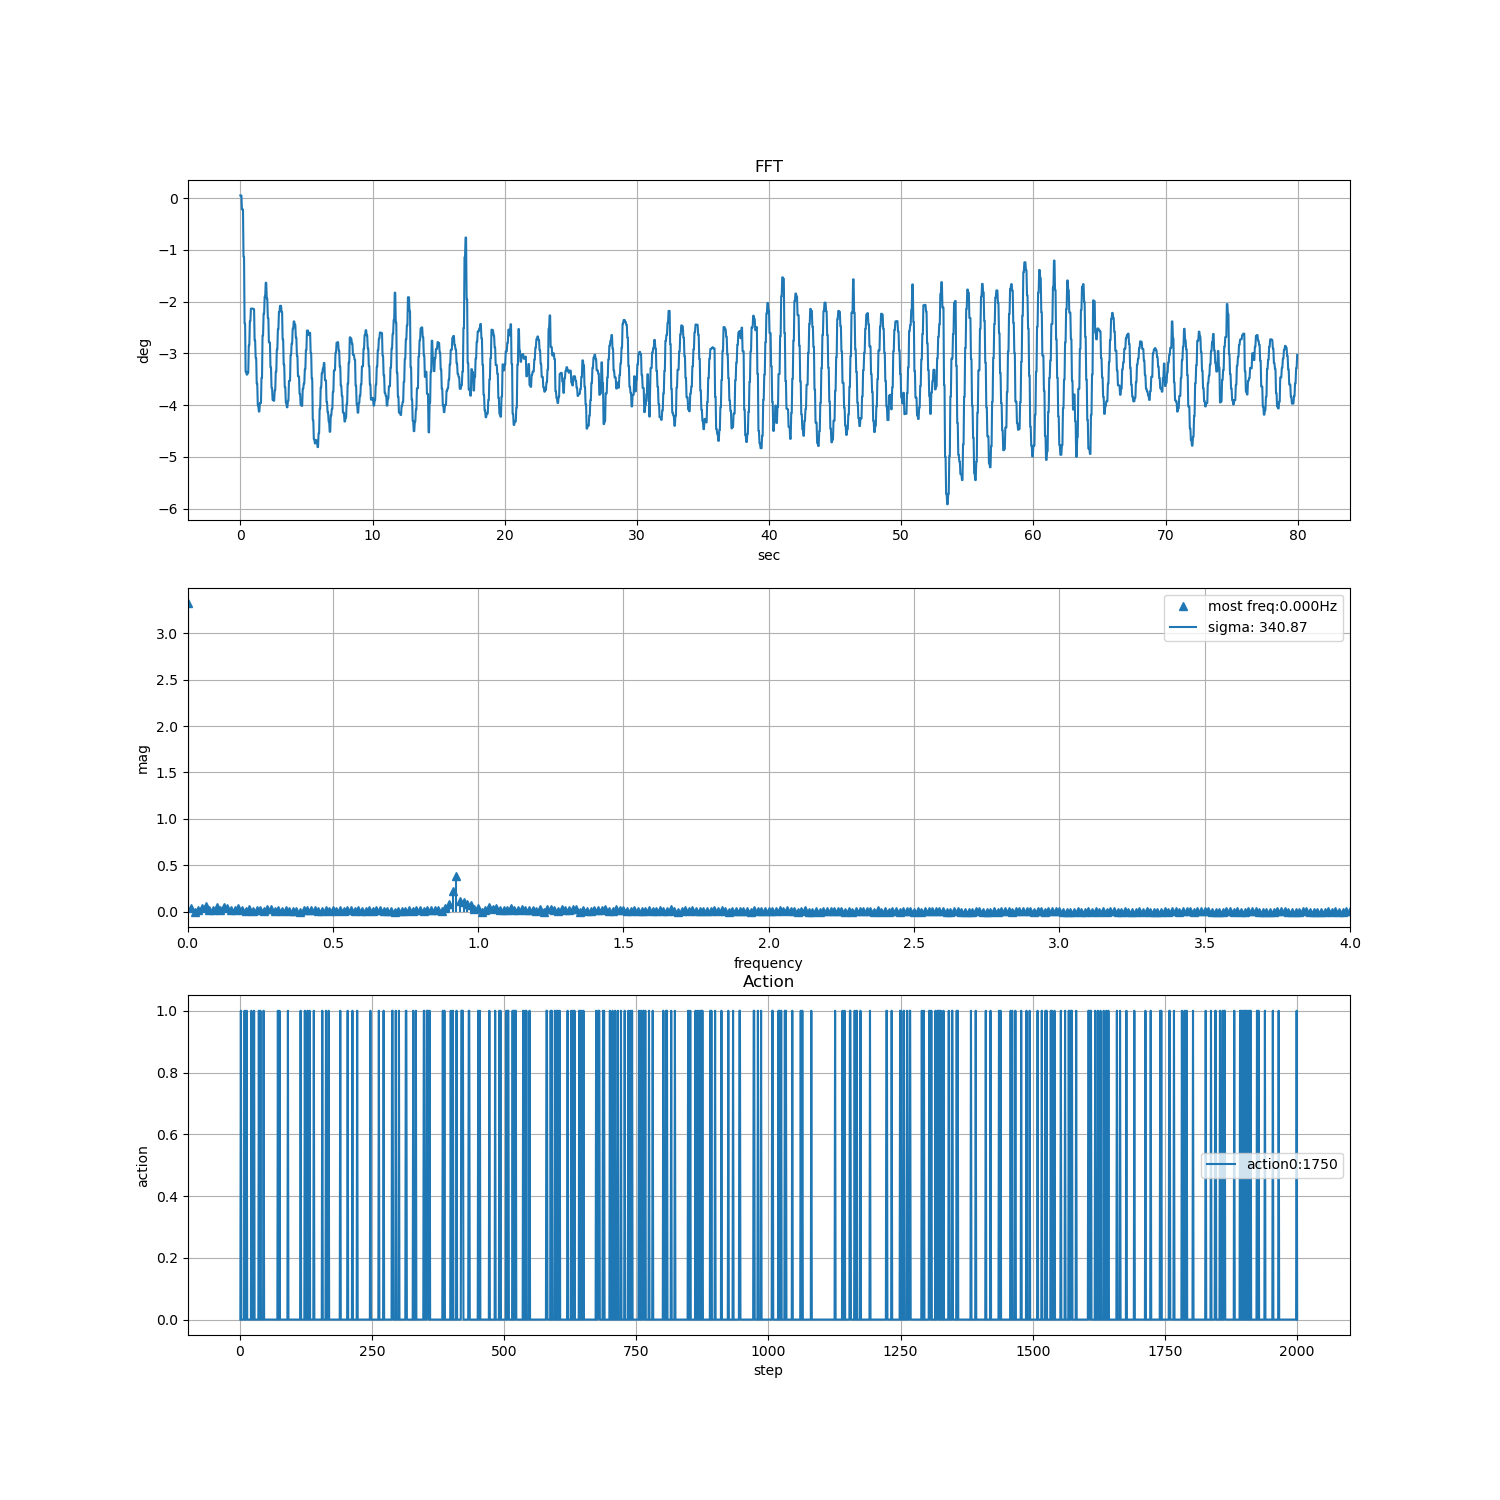 FFT
0
−1
−2
−3
−4
−5
−6
deg
0 10 20 30 40 50 60 70 80
sec
3.0
2.5
2.0
1.5
1.0
0.5
0.0
mag
most freq:0.000Hz
sigma: 340.87
0.0 0.5 1.0 1.5 2.0 2.5 3.0 3.5 4.0
frequency
Action
1.0
0.8
0.6
0.4
0.2
0.0
action
action0:1750
0 250 500 750 1000 1250 1500 1750 2000
step